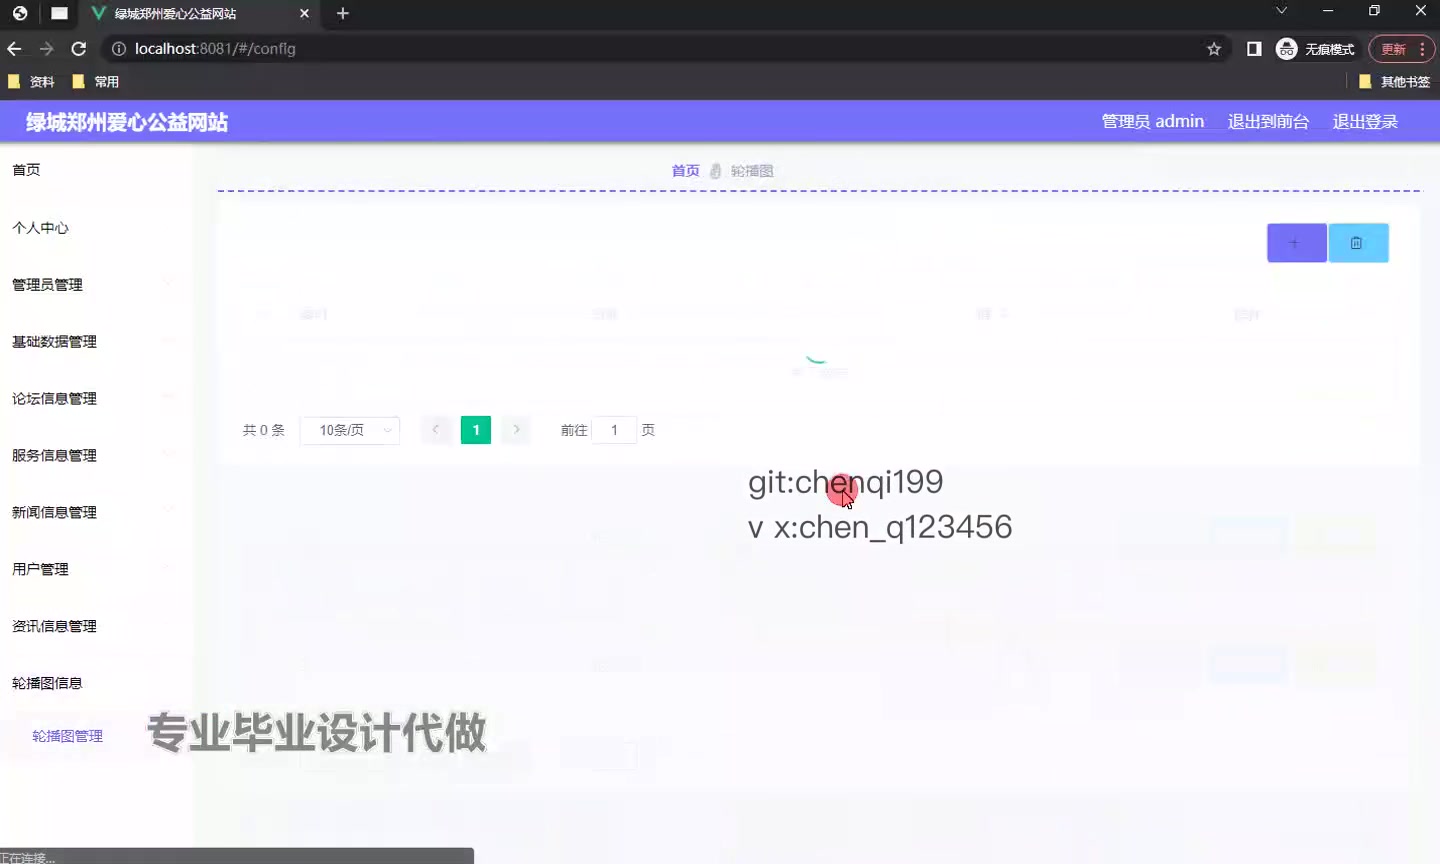 绿城郑州爱心公益网站
localhost:8081/#/config
无痕模式
更新
资料
常用
其他书签
绿城郑州爱心公益网站
管理员 admin
退出到前台
退出登录
首页
首页
轮播图
个人中心
管理员管理
基础数据管理
论坛信息管理
共 0 条
10条/页
1
前往
1
页
服务信息管理
git:chenqi199
新闻信息管理
v x:chen_q123456
用户管理
资讯信息管理
轮播图信息
轮播图管理
专业毕业设计代做
正在连接...